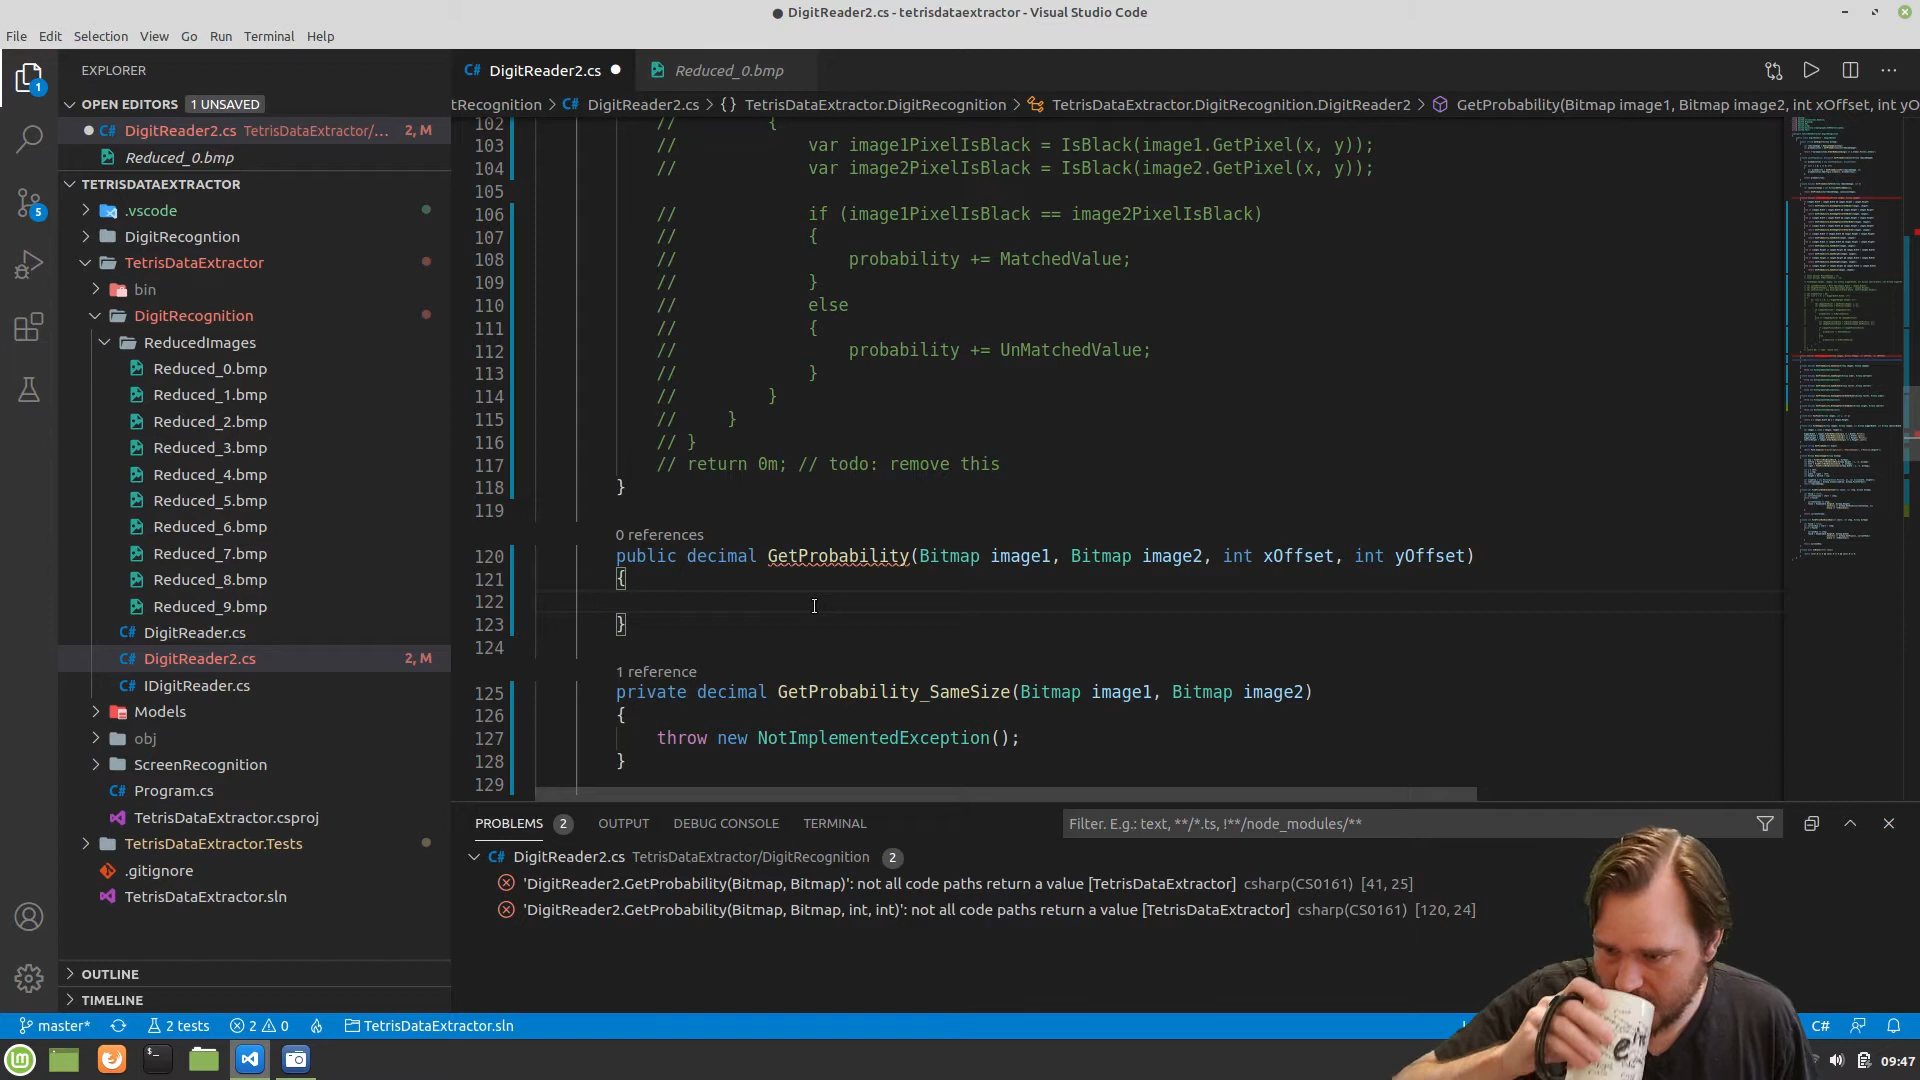 DigitReader2.cs - tetrisdataextractor - Visual Studio Code
File Edit Selection View Go Run Terminal Help
EXPLORER
OPEN EDITORS 1 UNSAVED
DigitReader2.cs TetrisDataExtractor/... 2, M
Reduced_0.bmp
TETRISDATAEXTRACTOR
.vscode
DigitRecogntion
TetrisDataExtractor
bin
DigitRecognition
ReducedImages
Reduced_0.bmp
Reduced_1.bmp
Reduced_2.bmp
Reduced_3.bmp
Reduced_4.bmp
Reduced_5.bmp
Reduced_6.bmp
Reduced_7.bmp
Reduced_8.bmp
Reduced_9.bmp
DigitReader.cs
DigitReader2.cs 2, M
IDigitReader.cs
Models
obj
ScreenRecognition
Program.cs
TetrisDataExtractor.csproj
TetrisDataExtractor.Tests
.gitignore
TetrisDataExtractor.sln
OUTLINE
TIMELINE
1
5
DigitReader2.cs
Reduced_0.bmp
tRecognition > DigitReader2.cs > {} TetrisDataExtractor.DigitRecognition > TetrisDataExtractor.DigitRecognition.DigitReader2 > GetProbability(Bitmap image1, Bitmap image2, int xOffset, int yO
102 // {
103 // var image1PixelIsBlack = IsBlack(image1.GetPixel(x, y));
104 // var image2PixelIsBlack = IsBlack(image2.GetPixel(x, y));
105
106 // if (image1PixelIsBlack == image2PixelIsBlack)
107 // {
108 // probability += MatchedValue;
109 // }
110 // else
111 // {
112 // probability += UnMatchedValue;
113 // }
114 // }
115 // }
116 // }
117 // return 0m; // todo: remove this
118 }
119
0 references
120 public decimal GetProbability(Bitmap image1, Bitmap image2, int xOffset, int yOffset)
121 {
122
123 }
124
1 reference
125 private decimal GetProbability_SameSize(Bitmap image1, Bitmap image2)
126 {
127 throw new NotImplementedException();
128 }
129
PROBLEMS 2 OUTPUT DEBUG CONSOLE TERMINAL
Filter. E.g.: text, **/*.ts, !**/node_modules/**
DigitReader2.cs TetrisDataExtractor/DigitRecognition 2
'DigitReader2.GetProbability(Bitmap, Bitmap)': not all code paths return a value [TetrisDataExtractor] csharp(CS0161) [41, 25]
'DigitReader2.GetProbability(Bitmap, Bitmap, int, int)': not all code paths return a value [TetrisDataExtractor] csharp(CS0161) [120, 24]
master* 2 tests 2 0 TetrisDataExtractor.sln
C#
09:47